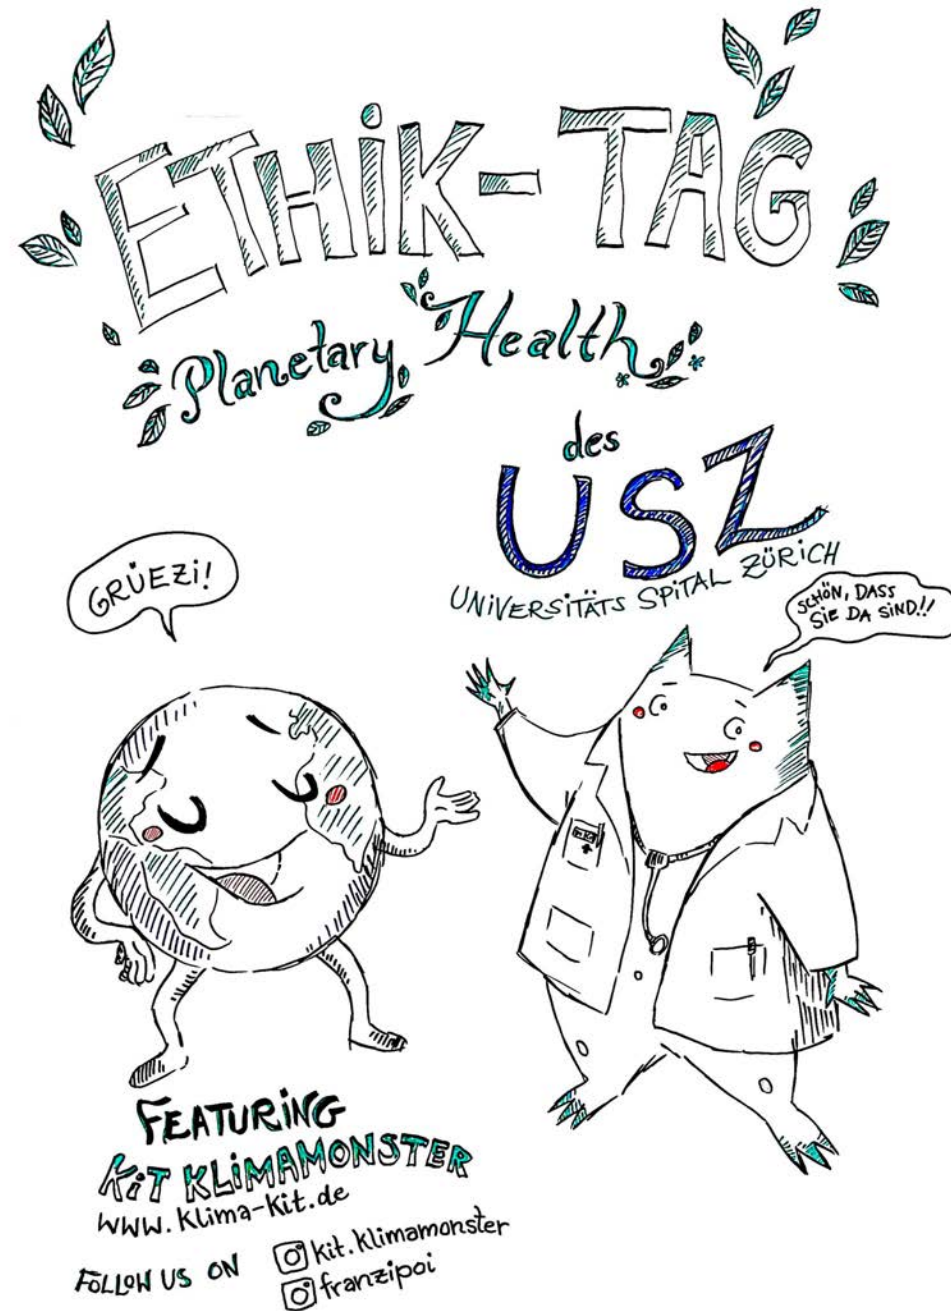 ETHiK-TAG
Planetary Health
des
USZ
UNiVERSiTÄTS SPiTAL ZÜRiCH
GRÜEZi!
SCHÖN, DASS
SiE DA SiND!!
FEATURiNG
KiT KLiMAMONSTER
www.klima-kit.de
FOLLOW US ON
kit.klimamonster
franzipoi